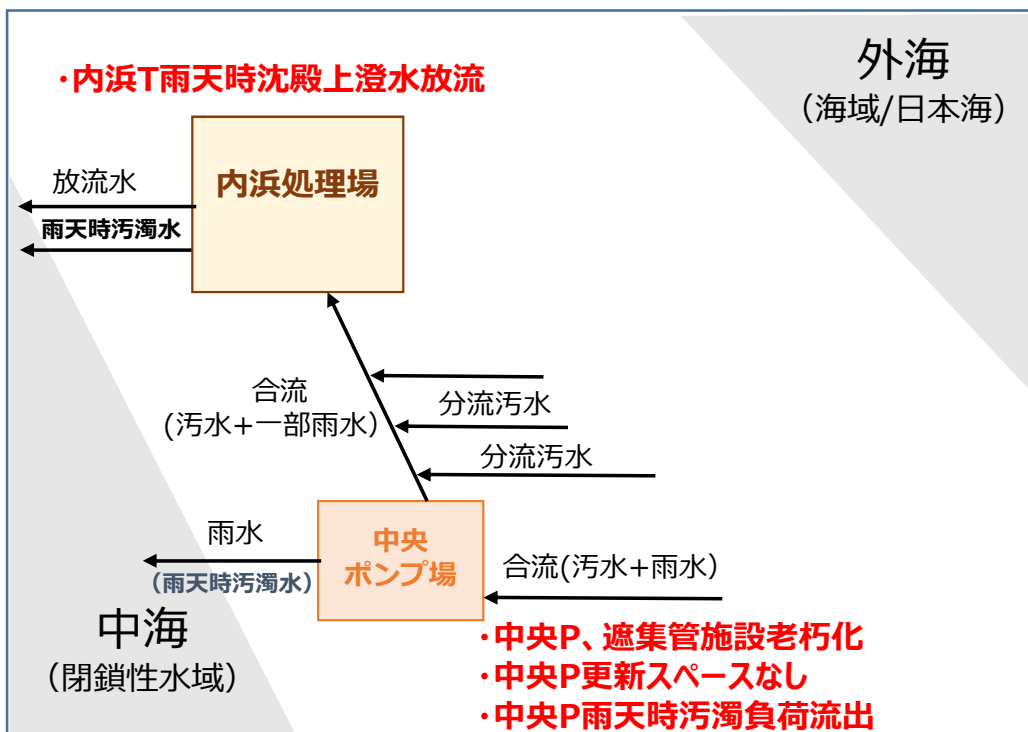 外海
(海域/日本海)
・内浜T雨天時沈殿上澄水放流
内浜処理場
放流水
雨天時汚濁水
合流
(汚水+一部雨水)
分流汚水
分流汚水
雨水
(雨天時汚濁水)
中央
ポンプ場
合流(汚水+雨水)
中海
(閉鎖性水域)
・中央P、遮集管施設老朽化
・中央P更新スペースなし
・中央P雨天時汚濁負荷流出